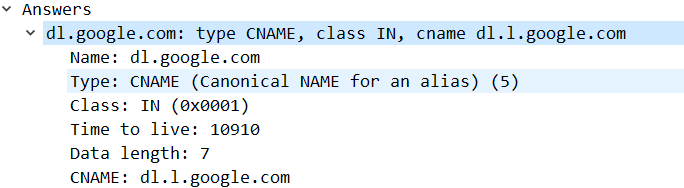 Answers
dl.google.com: type CNAME, class IN, cname dl.l.google.com
Name: dl.google.com
Type: CNAME (Canonical NAME for an alias) (5)
Class: IN (0x0001)
Time to live: 10910
Data length: 7
CNAME: dl.l.google.com